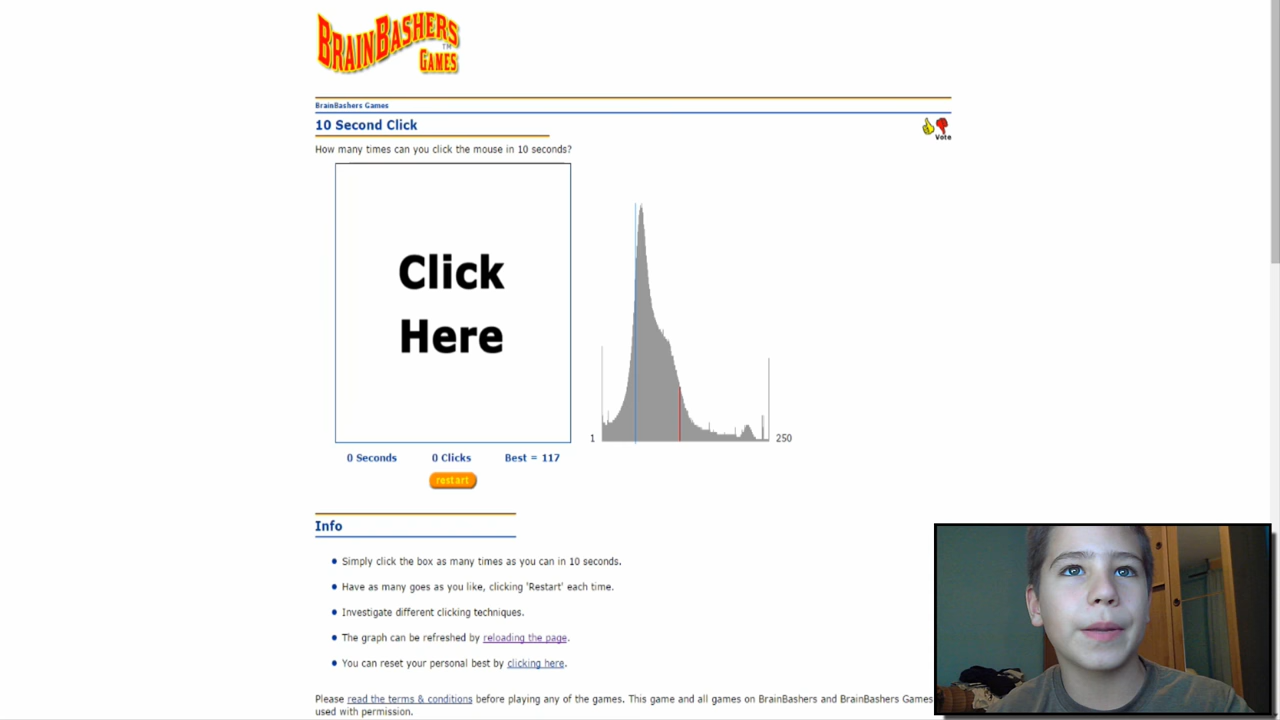 BRAINBASHERS
TM
GAMES
BrainBashers Games
10 Second Click
Vote
How many times can you click the mouse in 10 seconds?
Click
Here
1
250
0 Seconds 0 Clicks Best = 117
restart
Info
Simply click the box as many times as you can in 10 seconds.
Have as many goes as you like, clicking 'Restart' each time.
Investigate different clicking techniques.
The graph can be refreshed by reloading the page.
You can reset your personal best by clicking here.
Please read the terms & conditions before playing any of the games. This game and all games on BrainBashers and BrainBashers Games
used with permission.